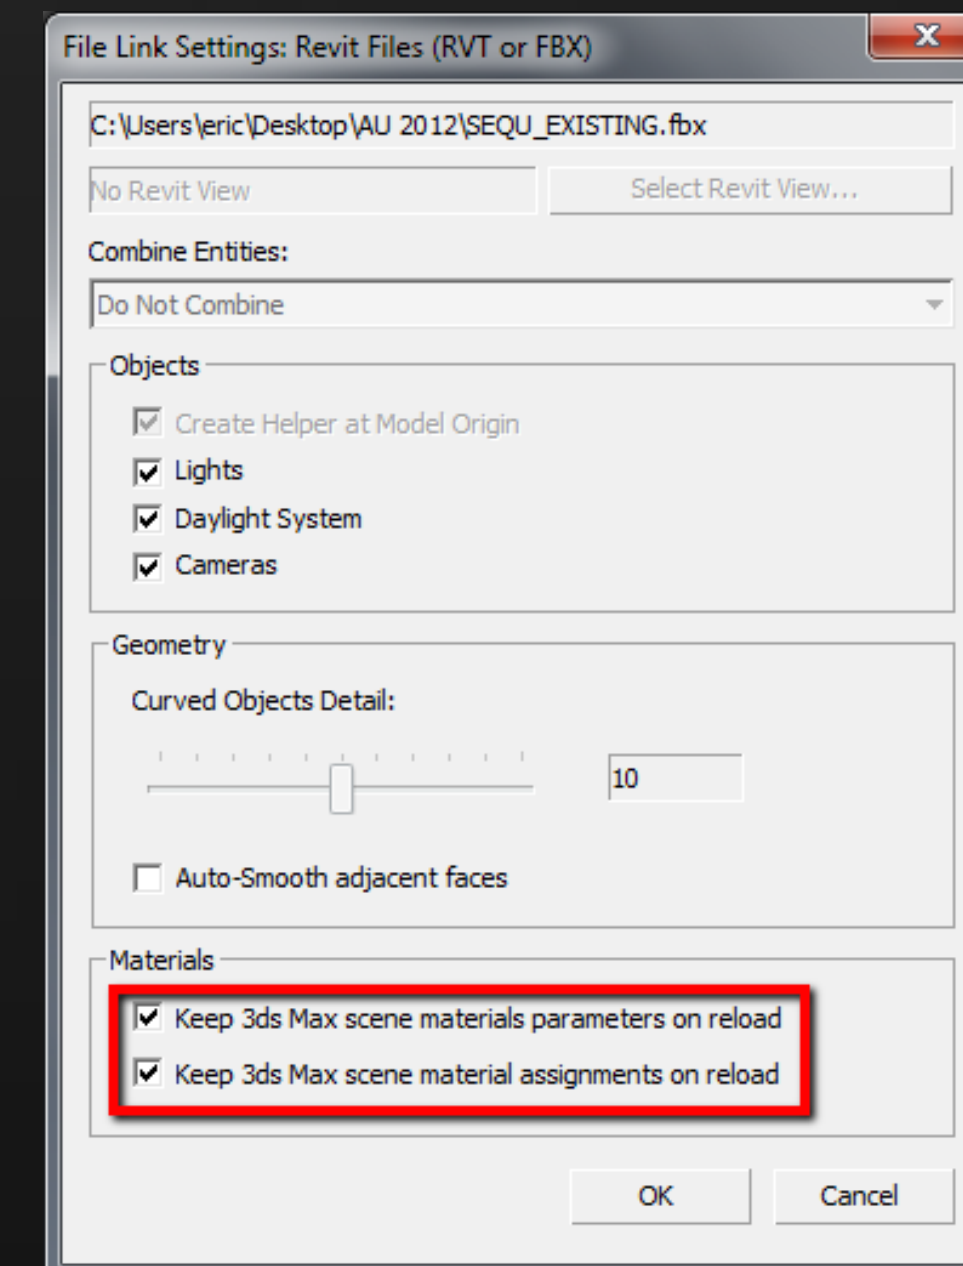 File Link Settings: Revit Files (RVT or FBX)
C:\Users\eric\Desktop\AU 2012\SEQU_EXISTING.fbx
No Revit View
Select Revit View...
Combine Entities:
Do Not Combine
Objects
Create Helper at Model Origin
Lights
Daylight System
Cameras
Geometry
Curved Objects Detail:
10
Auto-Smooth adjacent faces
Materials
Keep 3ds Max scene materials parameters on reload
Keep 3ds Max scene material assignments on reload
OK Cancel